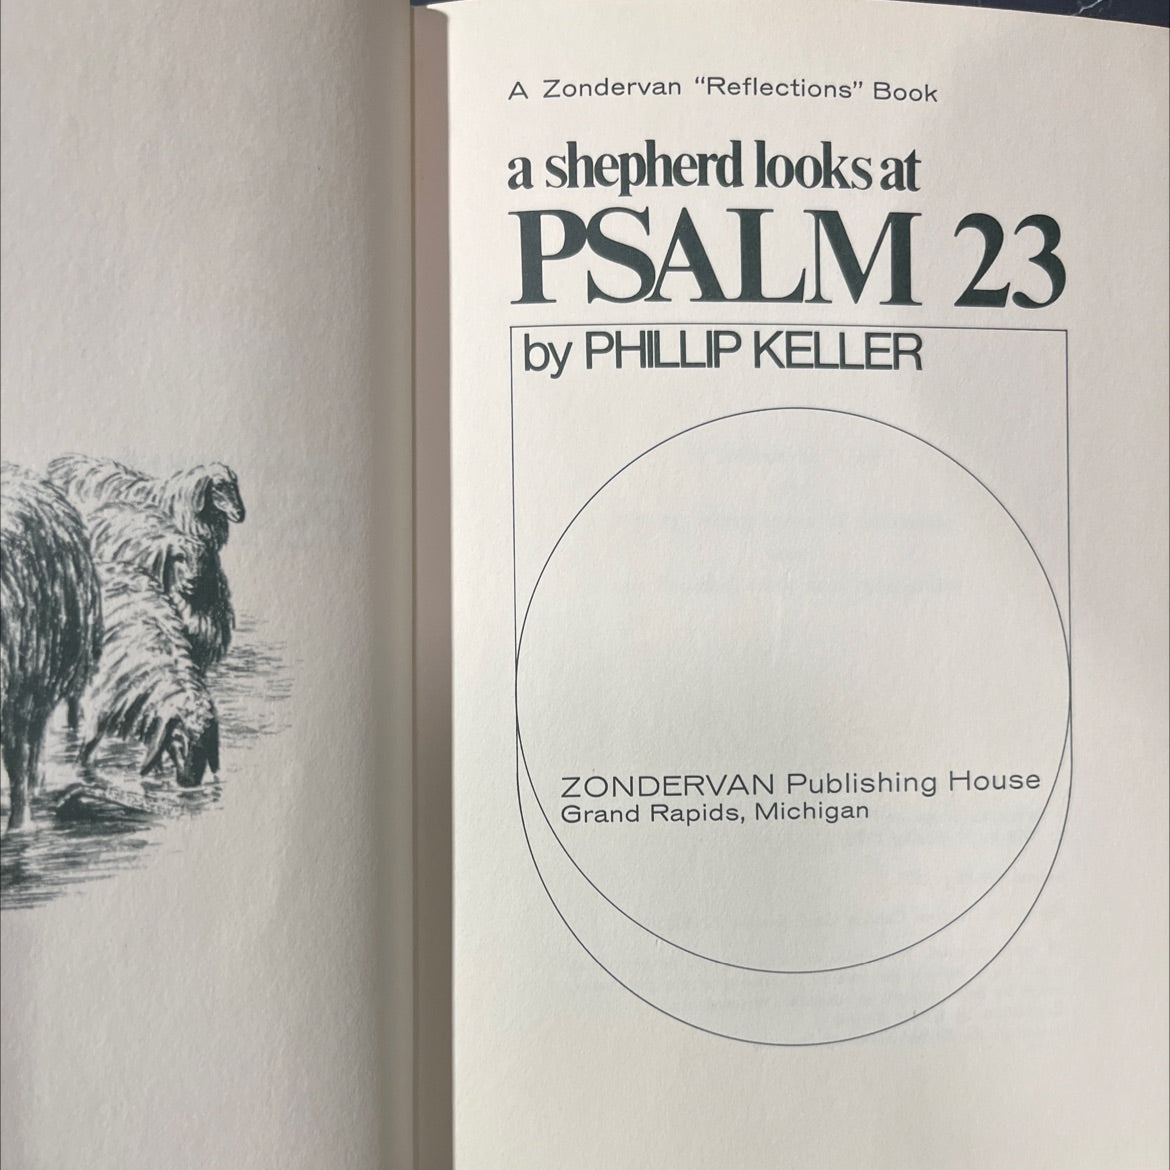 A Zondervan “Reflections” Book
a shepherd looks at
PSALM 23
by PHILLIP KELLER
ZONDERVAN Publishing House
Grand Rapids, Michigan